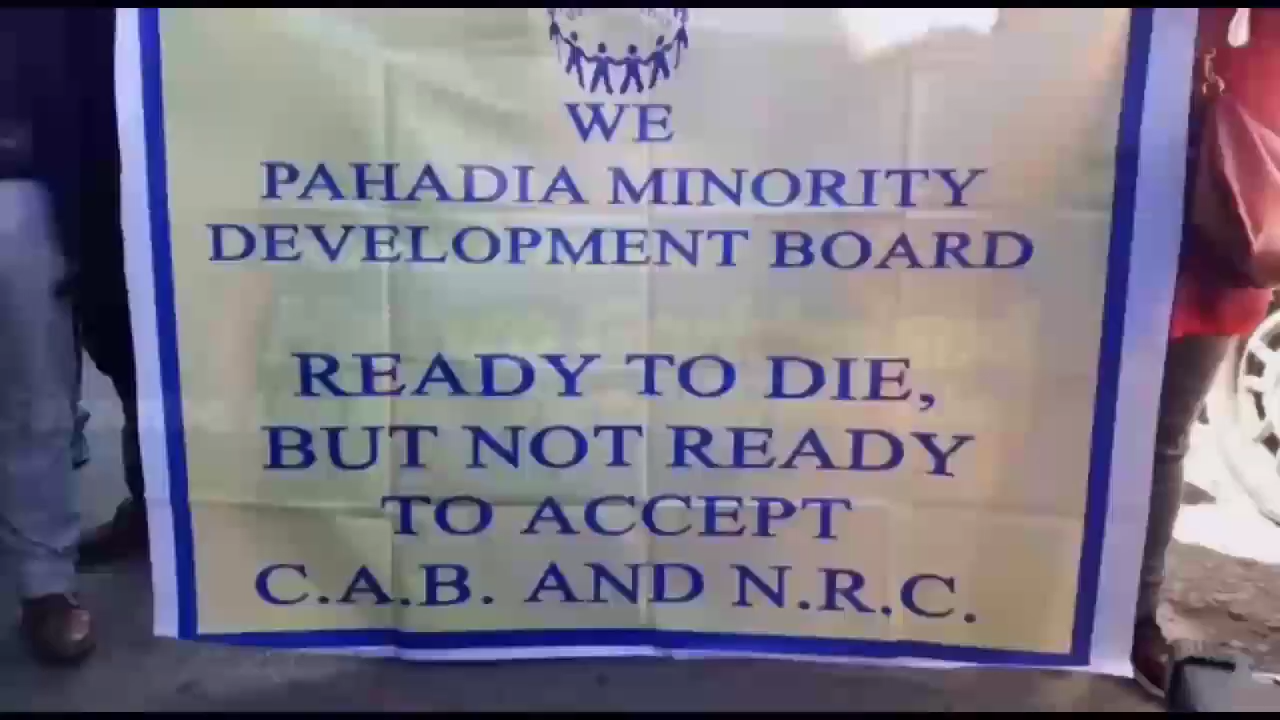 WE
PAHADIA MINORITY
DEVELOPMENT BOARD
READY TO DIE,
BUT NOT READY
TO ACCEPT
C.A.B. AND N.R.C.